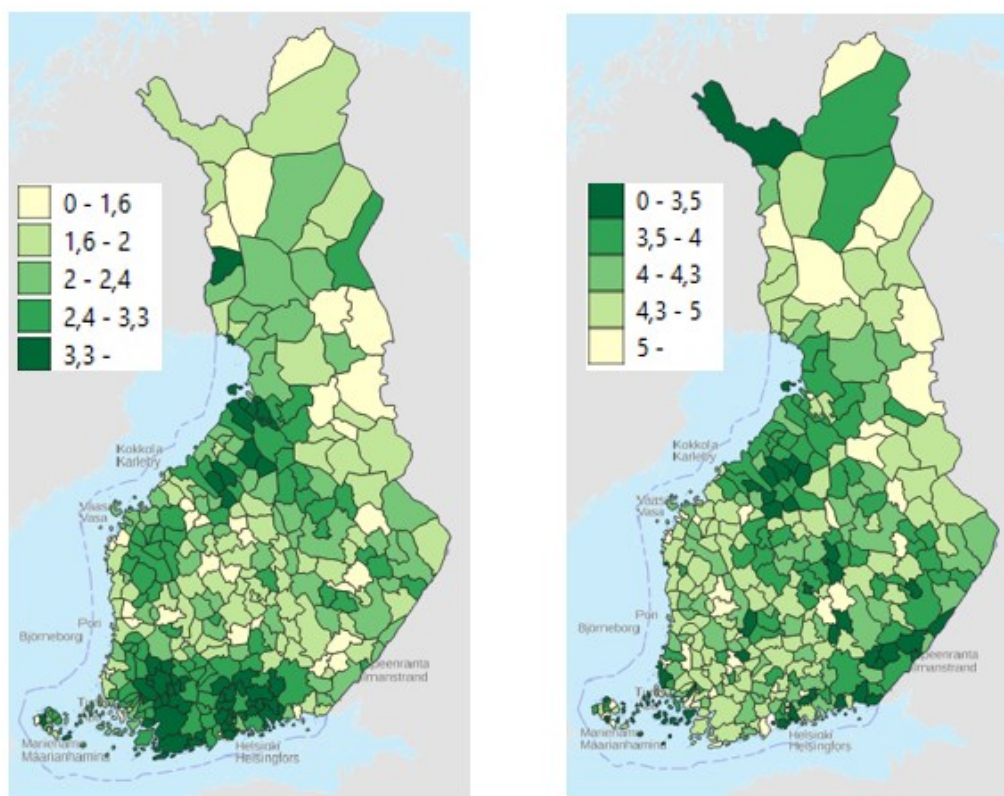 0 - 1,6
1,6 - 2
2 - 2,4
2,4 - 3,3
3,3 -
Kokkola
Karleby
Vaasa
Vasa
Pori
Björneborg
Helsinki
Helsingfors
Maarianhamina
0 - 3,5
3,5 - 4
4 - 4,3
4,3 - 5
5 -
Kokkola
Karleby
Vaasa
Vasa
Pori
Björneborg
Helsinki
Helsingfors
Maarianhamina